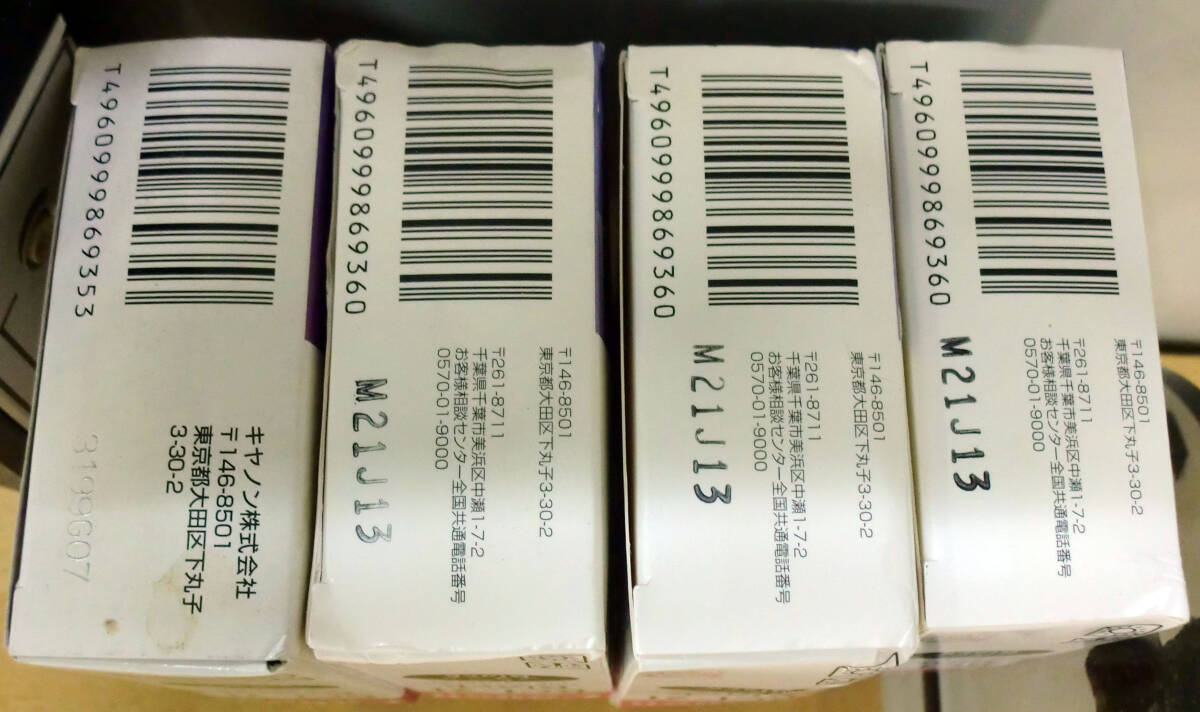 T4960999869353
キヤノン株式会社
〒146-8501
東京都大田区下丸子
3-30-2
3199G07
T4960999869360
〒146-8501
東京都大田区下丸子3-30-2
〒261-8711
千葉県千葉市美浜区中瀬1-7-2
お客様相談センター全国共通電話番号
0570-01-9000
M21J13
T4960999869360
〒146-8501
東京都大田区下丸子3-30-2
〒261-8711
千葉県千葉市美浜区中瀬1-7-2
お客様相談センター全国共通電話番号
0570-01-9000
M21J13
T4960999869360
〒146-8501
東京都大田区下丸子3-30-2
〒261-8711
千葉県千葉市美浜区中瀬1-7-2
お客様相談センター全国共通電話番号
0570-01-9000
M21J13